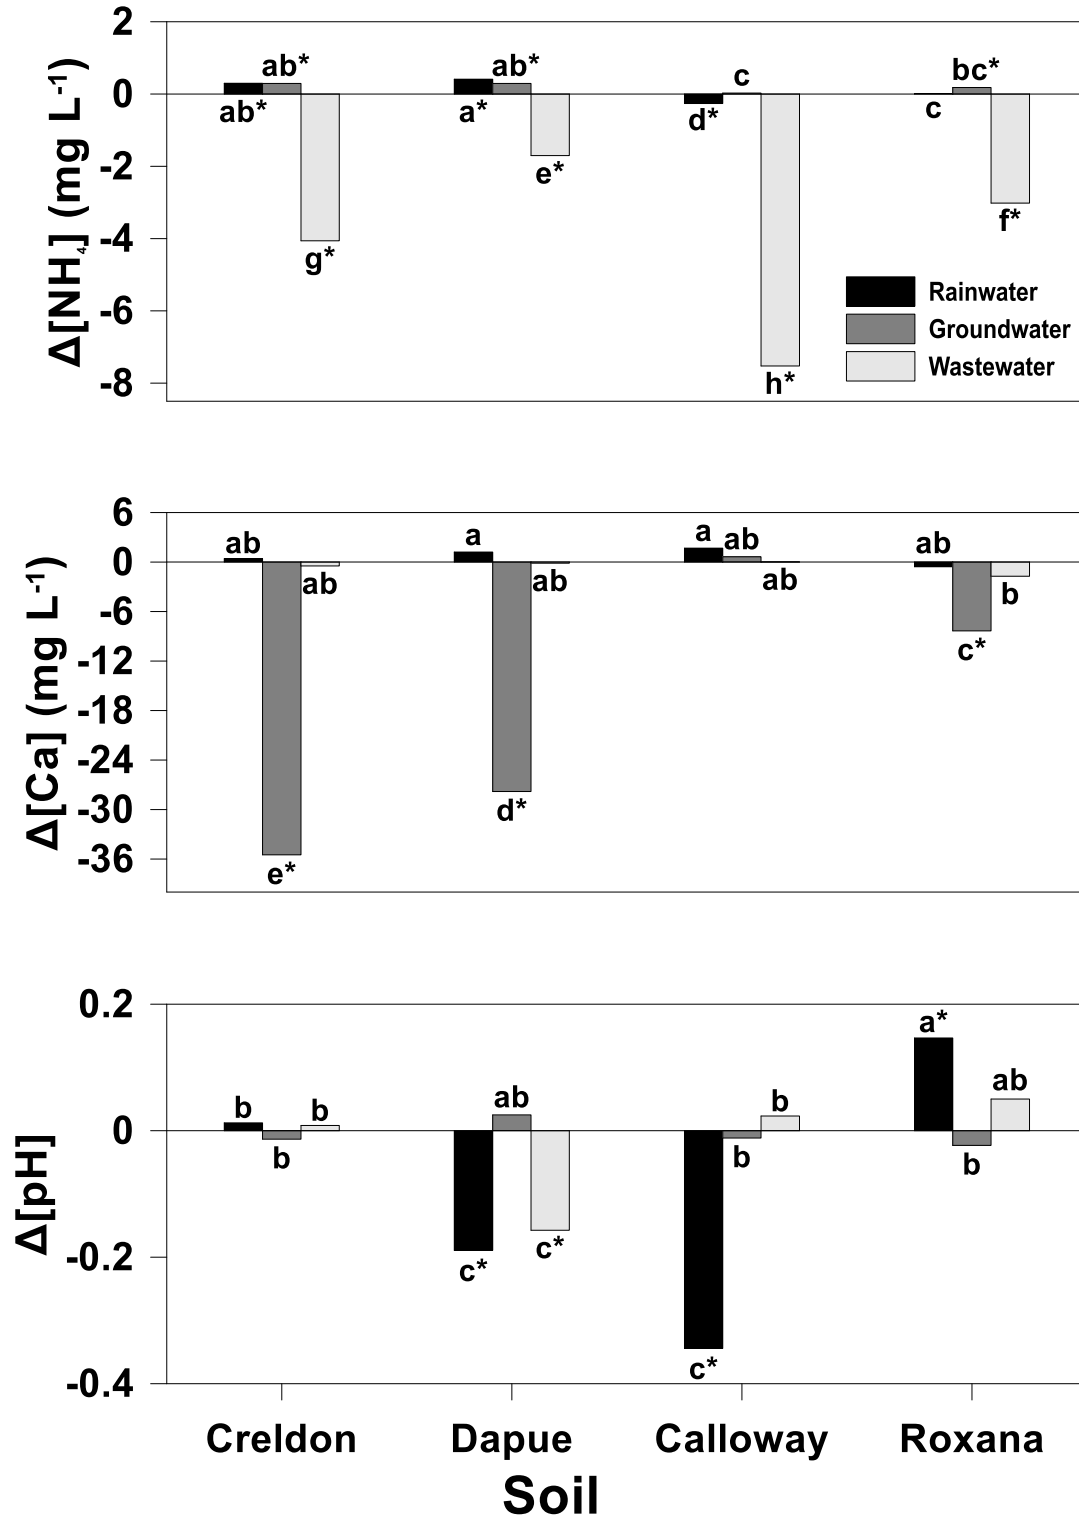 2
0
-2
-4
-6
-8
Δ[NH₄] (mg L⁻¹)
ab* ab* g*
a* ab* e*
d* c h*
c bc* f*
Rainwater
Groundwater
Wastewater
6
0
-6
-12
-18
-24
-30
-36
Δ[Ca] (mg L⁻¹)
ab e* ab
a d* ab
a ab ab
ab c* b
0.2
0
-0.2
-0.4
Δ[pH]
b b b
c* ab c*
c* b b
a* b ab
Creldon Dapue Calloway Roxana
Soil